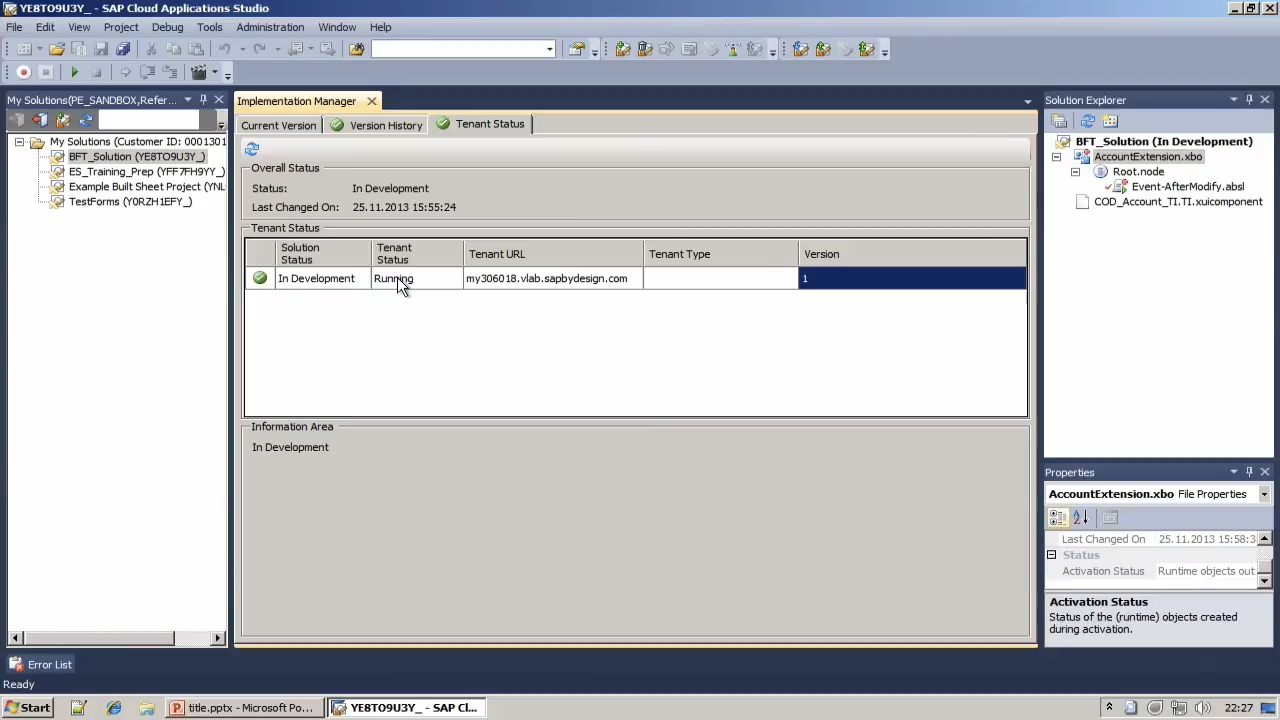 YE8TO9U3Y_ - SAP Cloud Applications Studio
File Edit View Project Debug Tools Administration Window Help
My Solutions(PE_SANDBOX,Refer...
My Solutions (Customer ID: 0001301
BFT_Solution (YE8TO9U3Y_)
ES_Training_Prep (YFF7FH9YY_)
Example Built Sheet Project (YNL
TestForms (Y0RZH1EFY_)
Implementation Manager
Current Version Version History Tenant Status
Overall Status
Status: In Development
Last Changed On: 25.11.2013 15:55:24
Tenant Status
Solution Status Tenant Status Tenant URL Tenant Type Version
In Development Running my306018.vlab.sapbydesign.com 1
Information Area
In Development
Solution Explorer
BFT_Solution (In Development)
AccountExtension.xbo
Root.node
Event-AfterModify.absl
COD_Account_TI.TI.xuicomponent
Properties
AccountExtension.xbo File Properties
Last Changed On 25.11.2013 15:58:3
Status
Activation Status Runtime objects out
Activation Status
Status of the (runtime) objects created
during activation.
Error List
Ready
Start title.pptx - Microsoft Po... YE8TO9U3Y_ - SAP Cl... 22:27